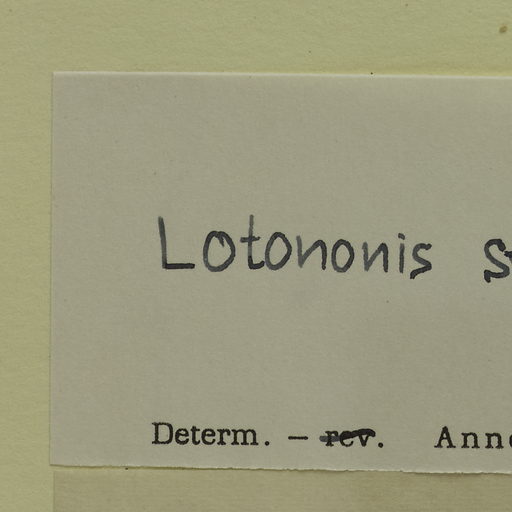 Lotononis
Determ. – rev.